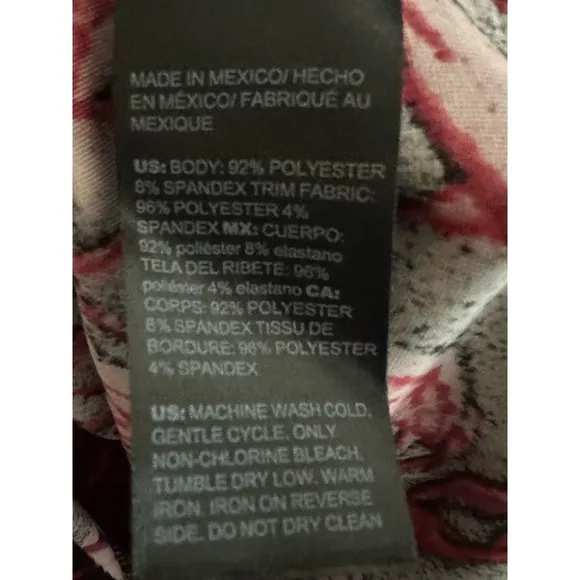 MADE IN MEXICO/ HECHO
EN MÉXICO/ FABRIQUÉ AU
MEXIQUE
US: BODY: 92% POLYESTER
8% SPANDEX TRIM FABRIC:
96% POLYESTER 4%
SPANDEX MX: CUERPO:
92% poliéster 8% elastano
TELA DEL RIBETE: 96%
poliéster 4% elastano CA:
CORPS: 92% POLYESTER
8% SPANDEX TISSU DE
BORDURE: 96% POLYESTER
4% SPANDEX
US: MACHINE WASH COLD,
GENTLE CYCLE. ONLY
NON-CHLORINE BLEACH.
TUMBLE DRY LOW. WARM
IRON. IRON ON REVERSE
SIDE. DO NOT DRY CLEAN